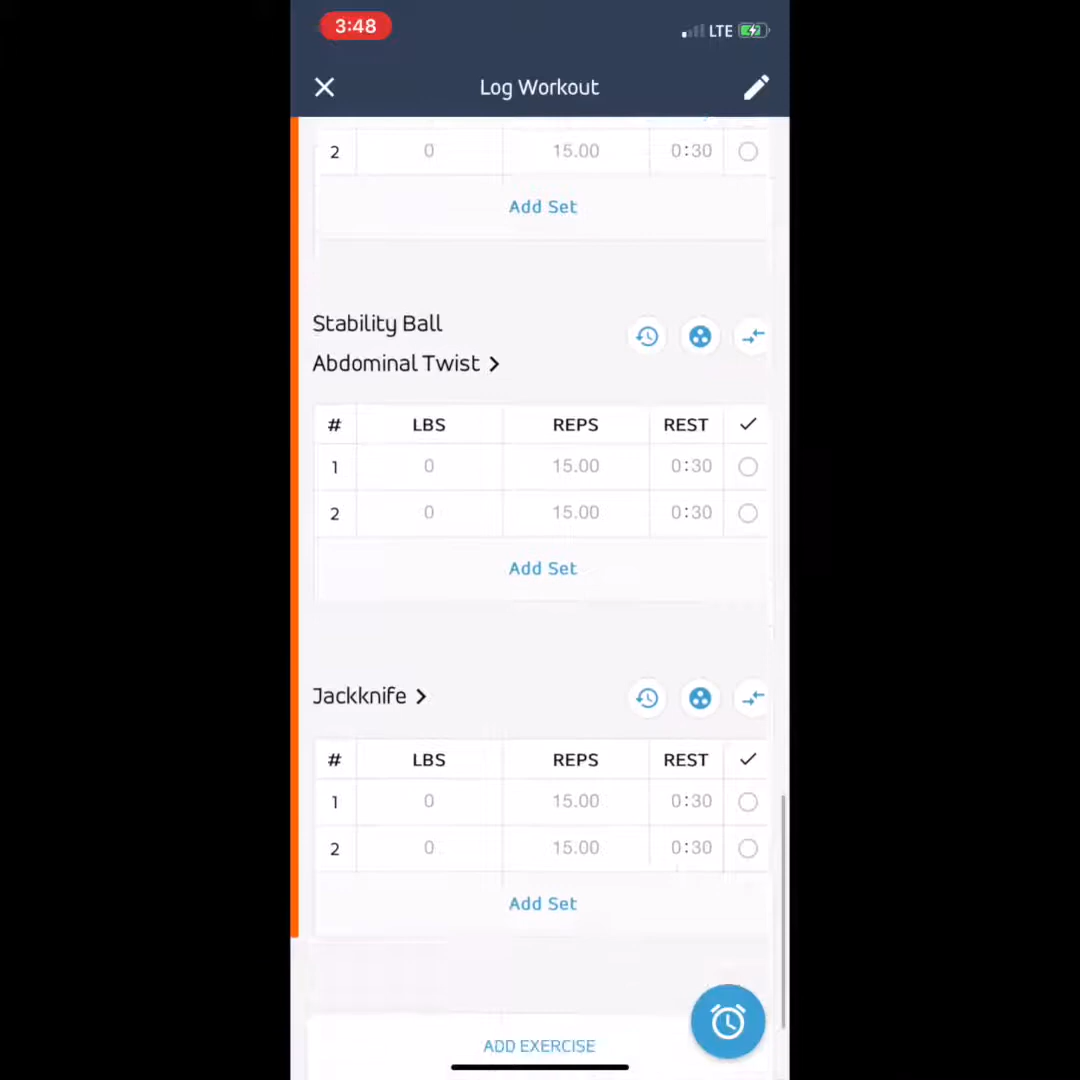 3:48
LTE
Log Workout
2 0 15.00 0:30
Add Set
Stability Ball
Abdominal Twist
# LBS REPS REST
1 0 15.00 0:30
2 0 15.00 0:30
Add Set
Jackknife
# LBS REPS REST
1 0 15.00 0:30
2 0 15.00 0:30
Add Set
ADD EXERCISE